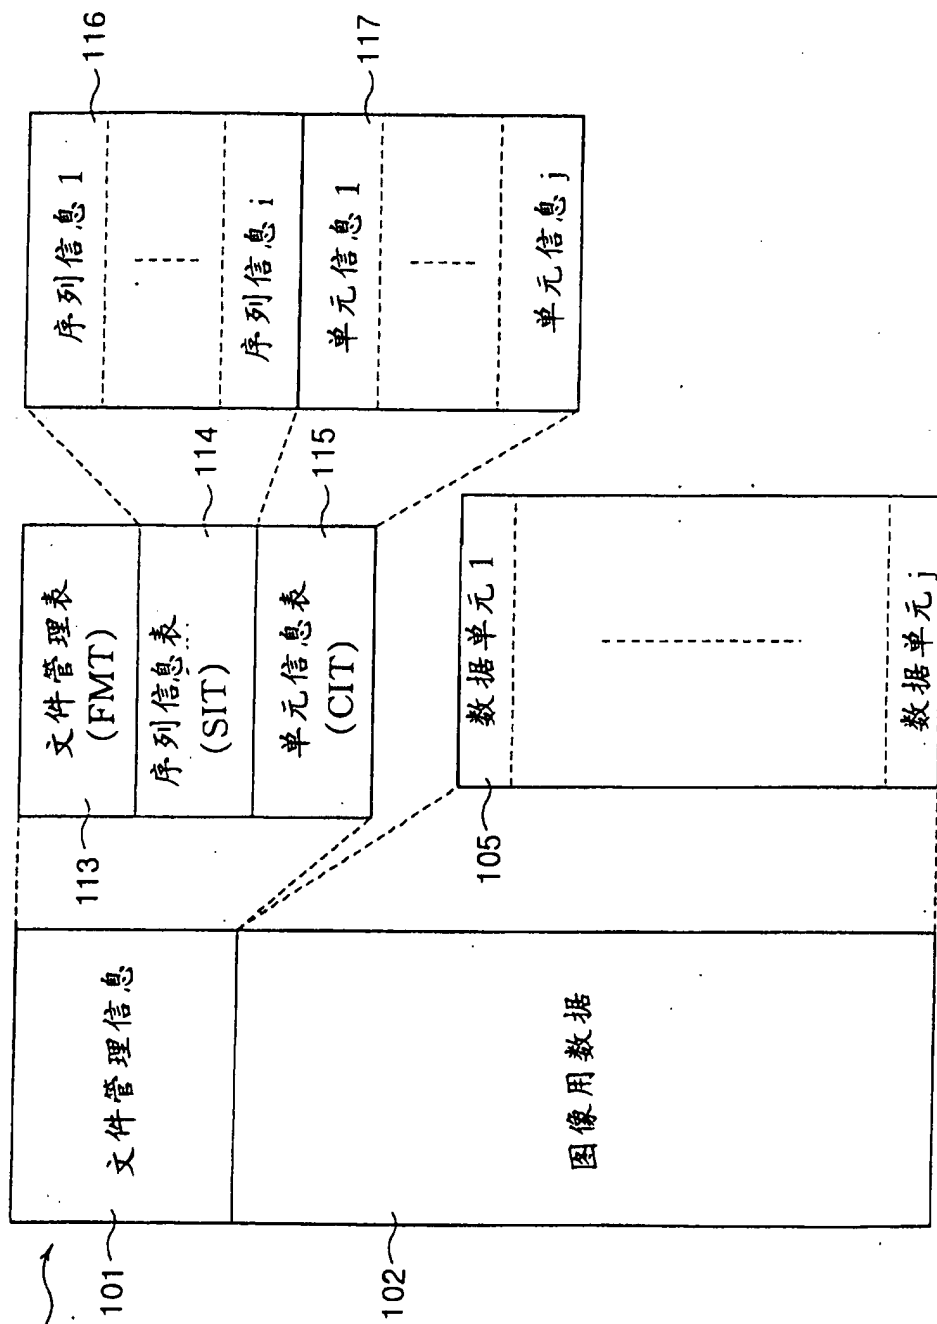 101
文件管理信息
102
图像用数据
113
文件管理表
(FMT)
序列信息表
(SIT)
114
单元信息表
(CIT)
115
105
数据单元 1
数据单元 j
序列信息 1
116
序列信息 i
单元信息 1
117
单元信息 j